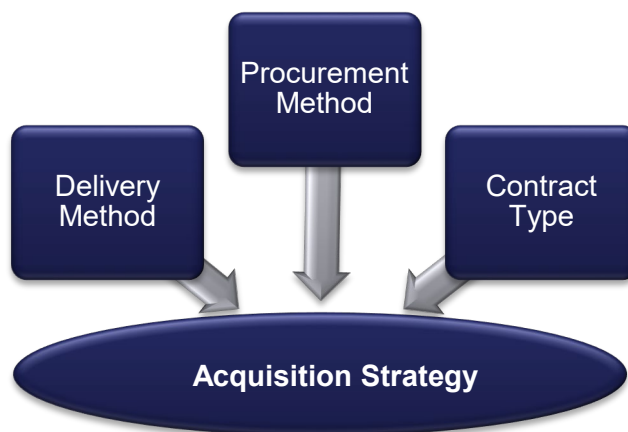 Procurement
Method
Delivery
Method
Contract
Type
Acquisition Strategy